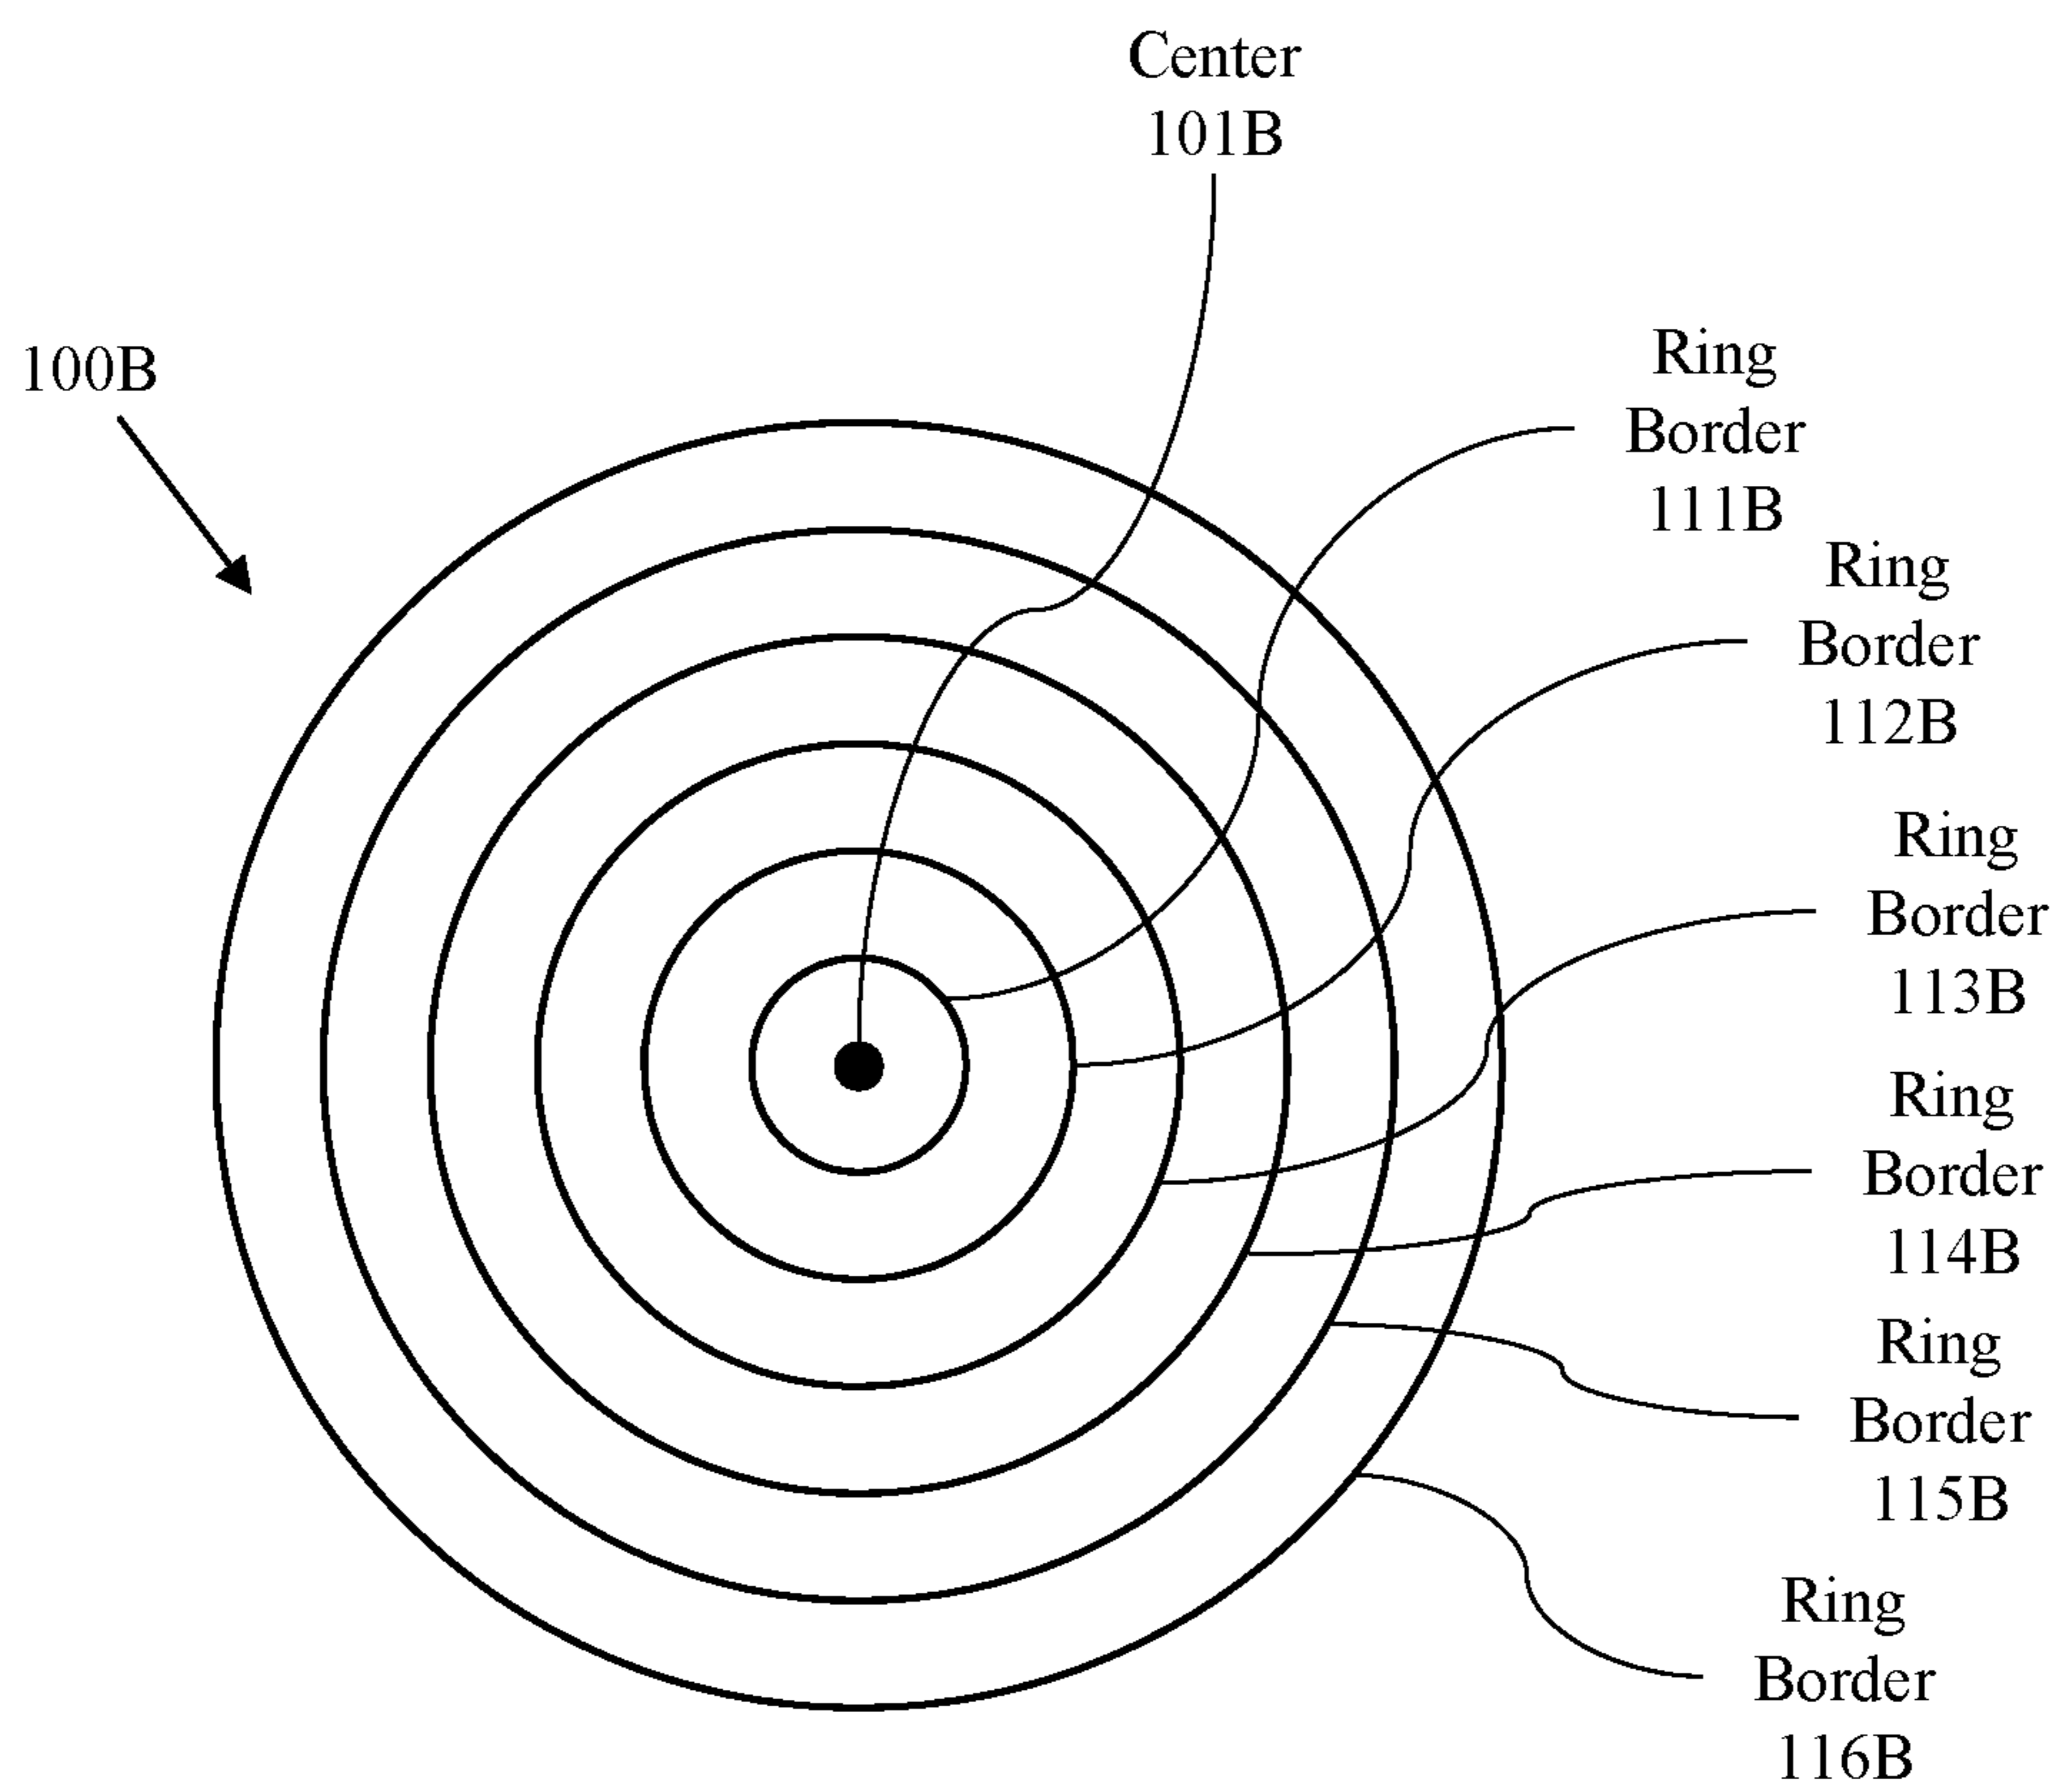 Center
101B
100B
Ring
Border
111B
Ring
Border
112B
Ring
Border
113B
Ring
Border
114B
Ring
Border
115B
Ring
Border
116B